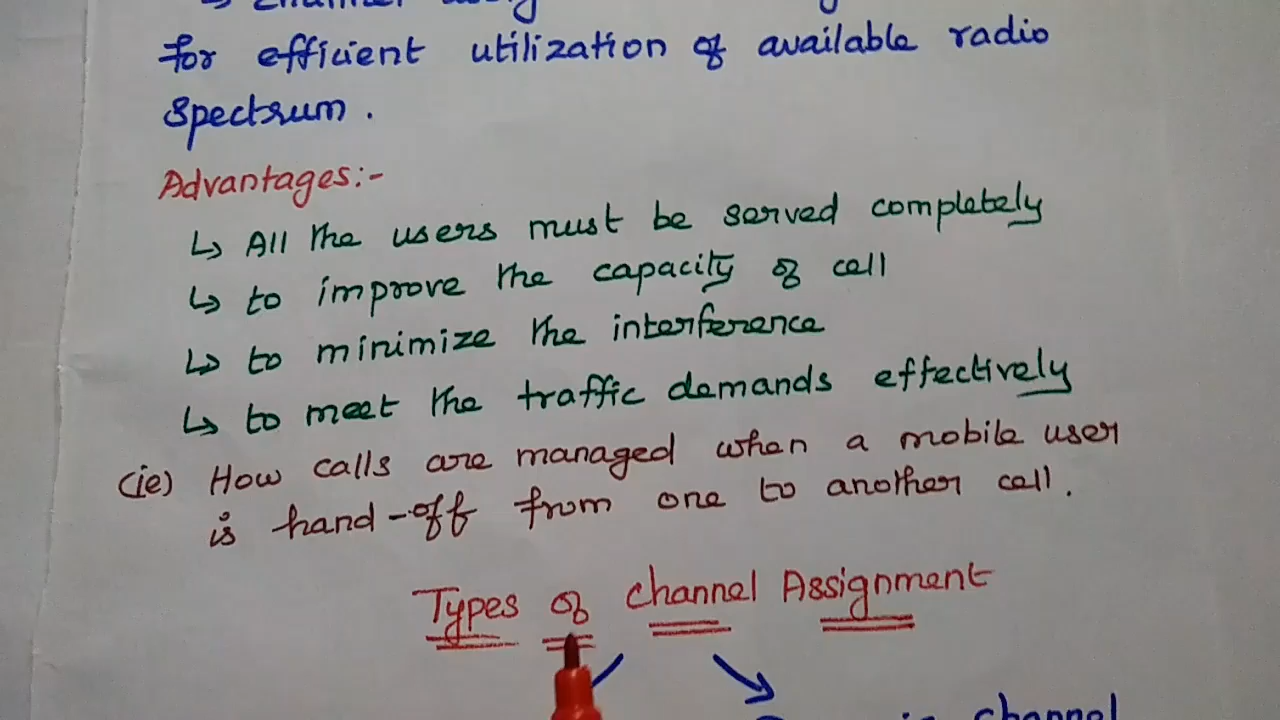 for efficient utilization of available radio
Spectrum.
Advantages:-
↳ All the users must be served completely
↳ to improve the capacity of cell
↳ to minimize the interference
↳ to meet the traffic demands effectively
(ie) How calls are managed when a mobile user
is hand-off from one to another cell.
Types of channel Assignment
channel